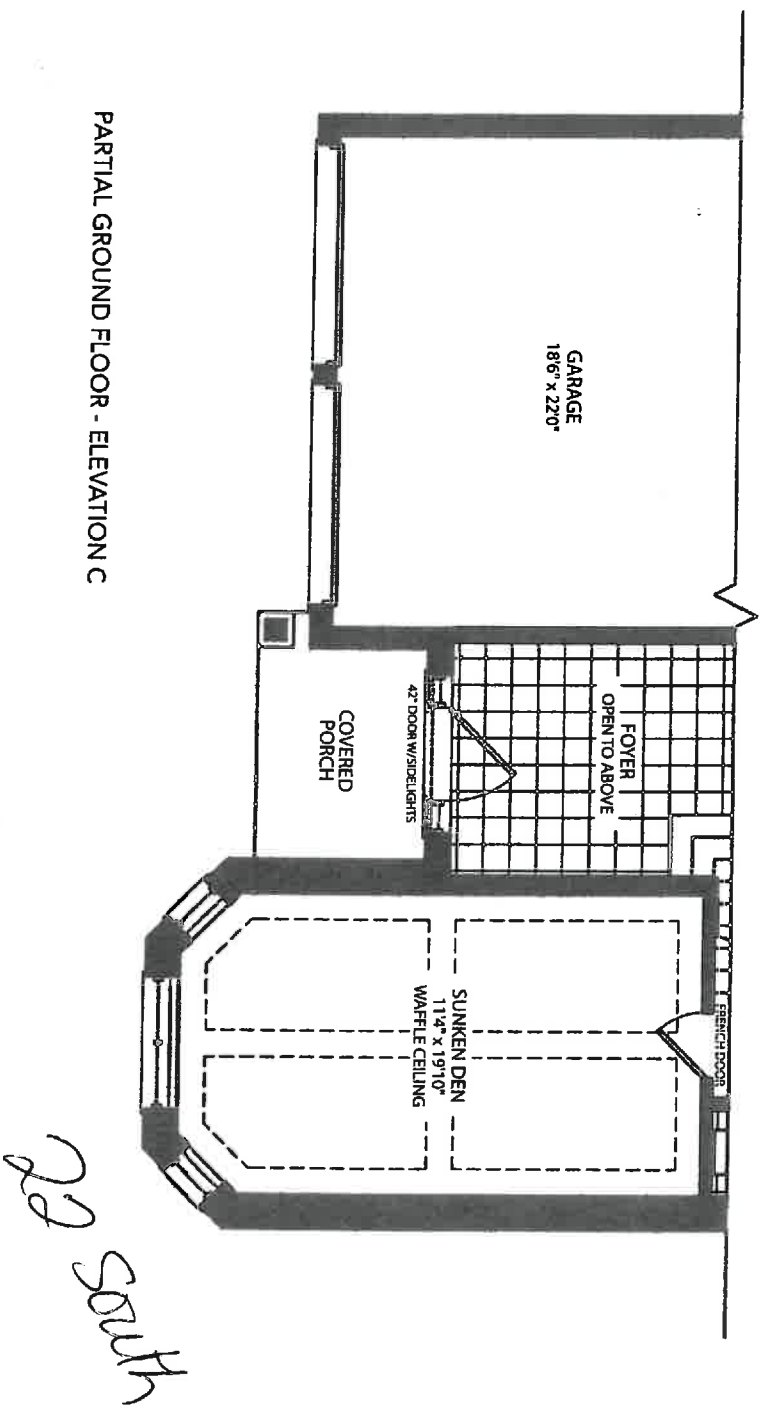 GARAGE
18'6" x 22'0"
FOYER
OPEN TO ABOVE
42" DOOR W/SIDELIGHTS
COVERED
PORCH
FRENCH DOOR
SUNKEN DEN
11'4" x 19'10"
WAFFLE CEILING
PARTIAL GROUND FLOOR - ELEVATION C
22 South